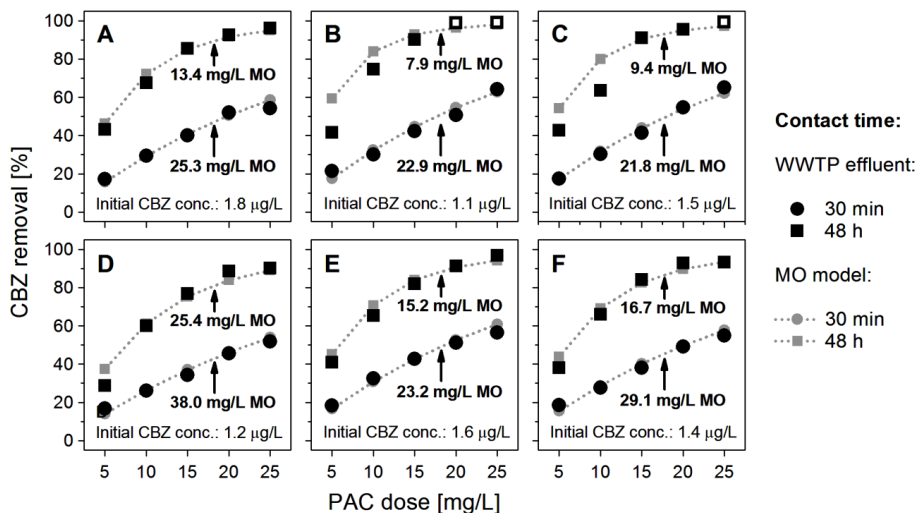 CBZ removal [%]
100
80
60
40
20
0
A
13.4 mg/L MO
25.3 mg/L MO
Initial CBZ conc.: 1.8 µg/L
B
7.9 mg/L MO
22.9 mg/L MO
Initial CBZ conc.: 1.1 µg/L
C
9.4 mg/L MO
21.8 mg/L MO
Initial CBZ conc.: 1.5 µg/L
100
80
60
40
20
0
D
25.4 mg/L MO
38.0 mg/L MO
Initial CBZ conc.: 1.2 µg/L
E
15.2 mg/L MO
23.2 mg/L MO
Initial CBZ conc.: 1.6 µg/L
F
16.7 mg/L MO
29.1 mg/L MO
Initial CBZ conc.: 1.4 µg/L
5 10 15 20 25
5 10 15 20 25
5 10 15 20 25
PAC dose [mg/L]
Contact time:
WWTP effluent:
30 min
48 h
MO model:
30 min
48 h